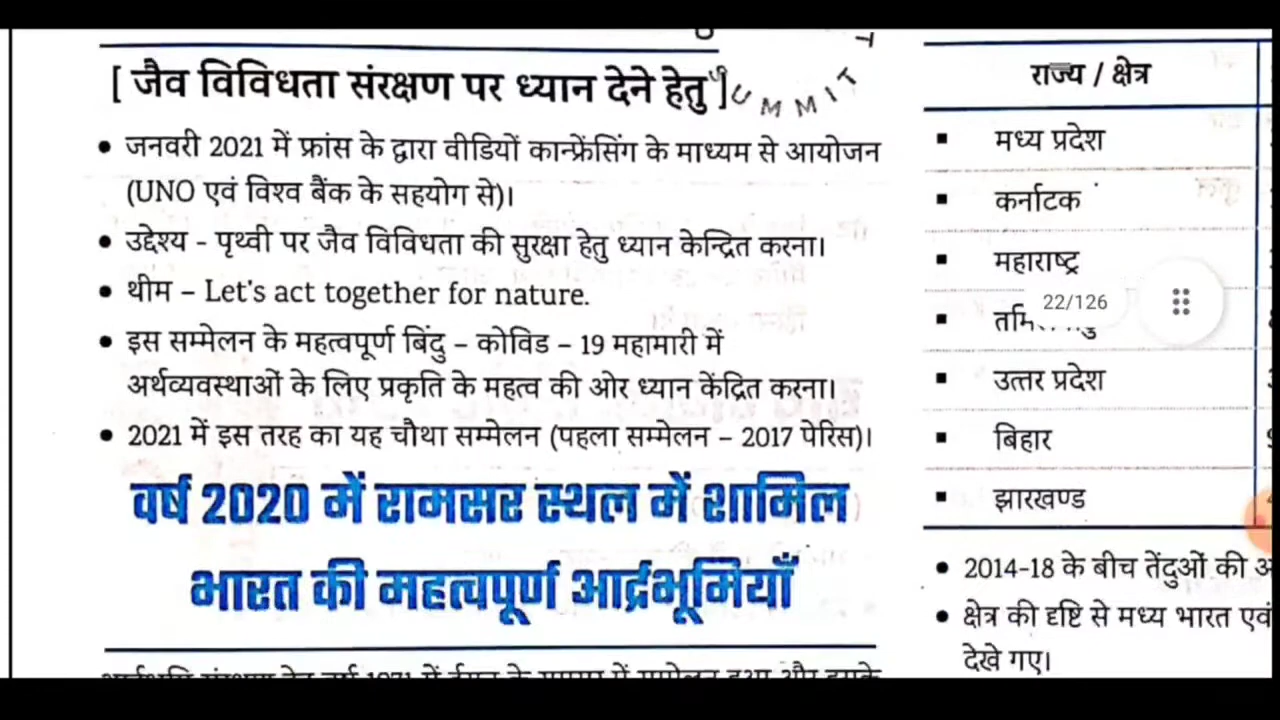 SUMMIT
[ जैव विविधता संरक्षण पर ध्यान देने हेतु ]
• जनवरी 2021 में फ्रांस के द्वारा वीडियों कान्फ्रेंसिंग के माध्यम से आयोजन
(UNO एवं विश्व बैंक के सहयोग से)।
• उद्देश्य - पृथ्वी पर जैव विविधता की सुरक्षा हेतु ध्यान केन्द्रित करना।
• थीम – Let's act together for nature.
• इस सम्मेलन के महत्वपूर्ण बिंदु – कोविड – 19 महामारी में
अर्थव्यवस्थाओं के लिए प्रकृति के महत्व की ओर ध्यान केंद्रित करना।
• 2021 में इस तरह का यह चौथा सम्मेलन (पहला सम्मेलन – 2017 पेरिस)।
वर्ष 2020 में रामसर स्थल में शामिल
भारत की महत्वपूर्ण आर्द्रभूमियाँ
राज्य / क्षेत्र
▪ मध्य प्रदेश
▪ कर्नाटक
▪ महाराष्ट्र
22/126
▪ उत्तर प्रदेश
▪ बिहार
▪ झारखण्ड
• 2014-18 के बीच तेंदुओं की
• क्षेत्र की दृष्टि से मध्य भारत एवं
देखे गए।